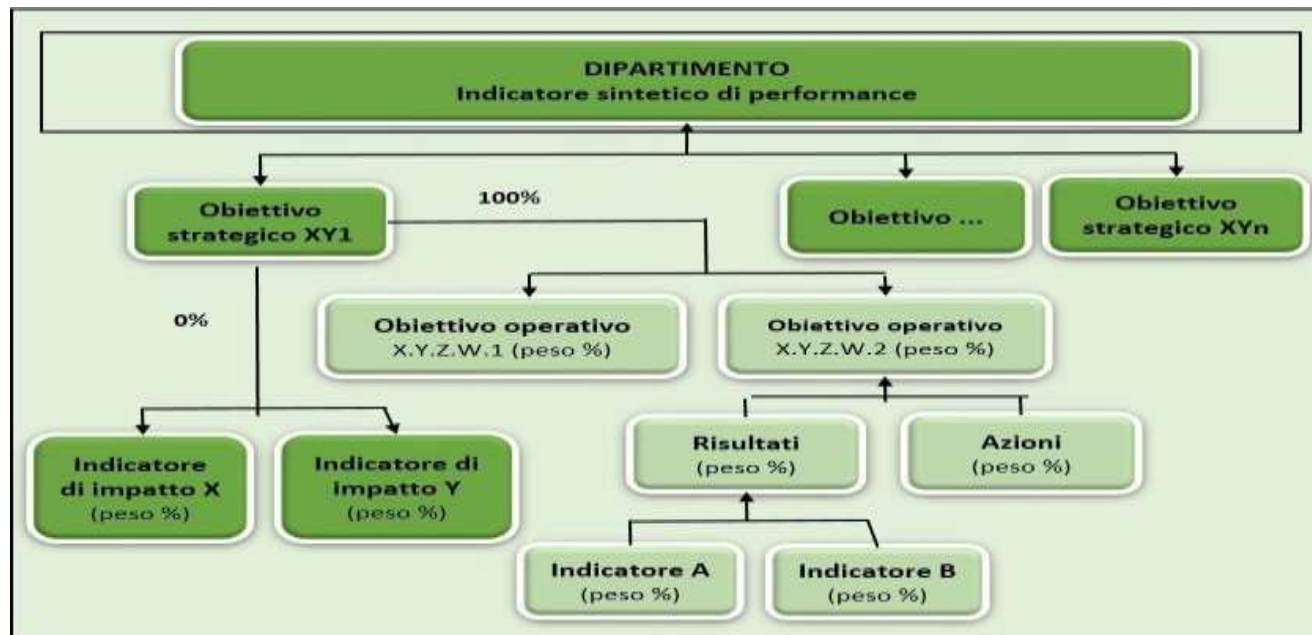 DIPARTIMENTO
Indicatore sintetico di performance
Obiettivo
strategico XY1
100%
Obiettivo ...
Obiettivo
strategico XYn
0%
Obiettivo operativo
X.Y.Z.W.1 (peso %)
Obiettivo operativo
X.Y.Z.W.2 (peso %)
Indicatore
di impatto X
(peso %)
Indicatore di
impatto Y
(peso %)
Risultati
(peso %)
Azioni
(peso %)
Indicatore A
(peso %)
Indicatore B
(peso %)